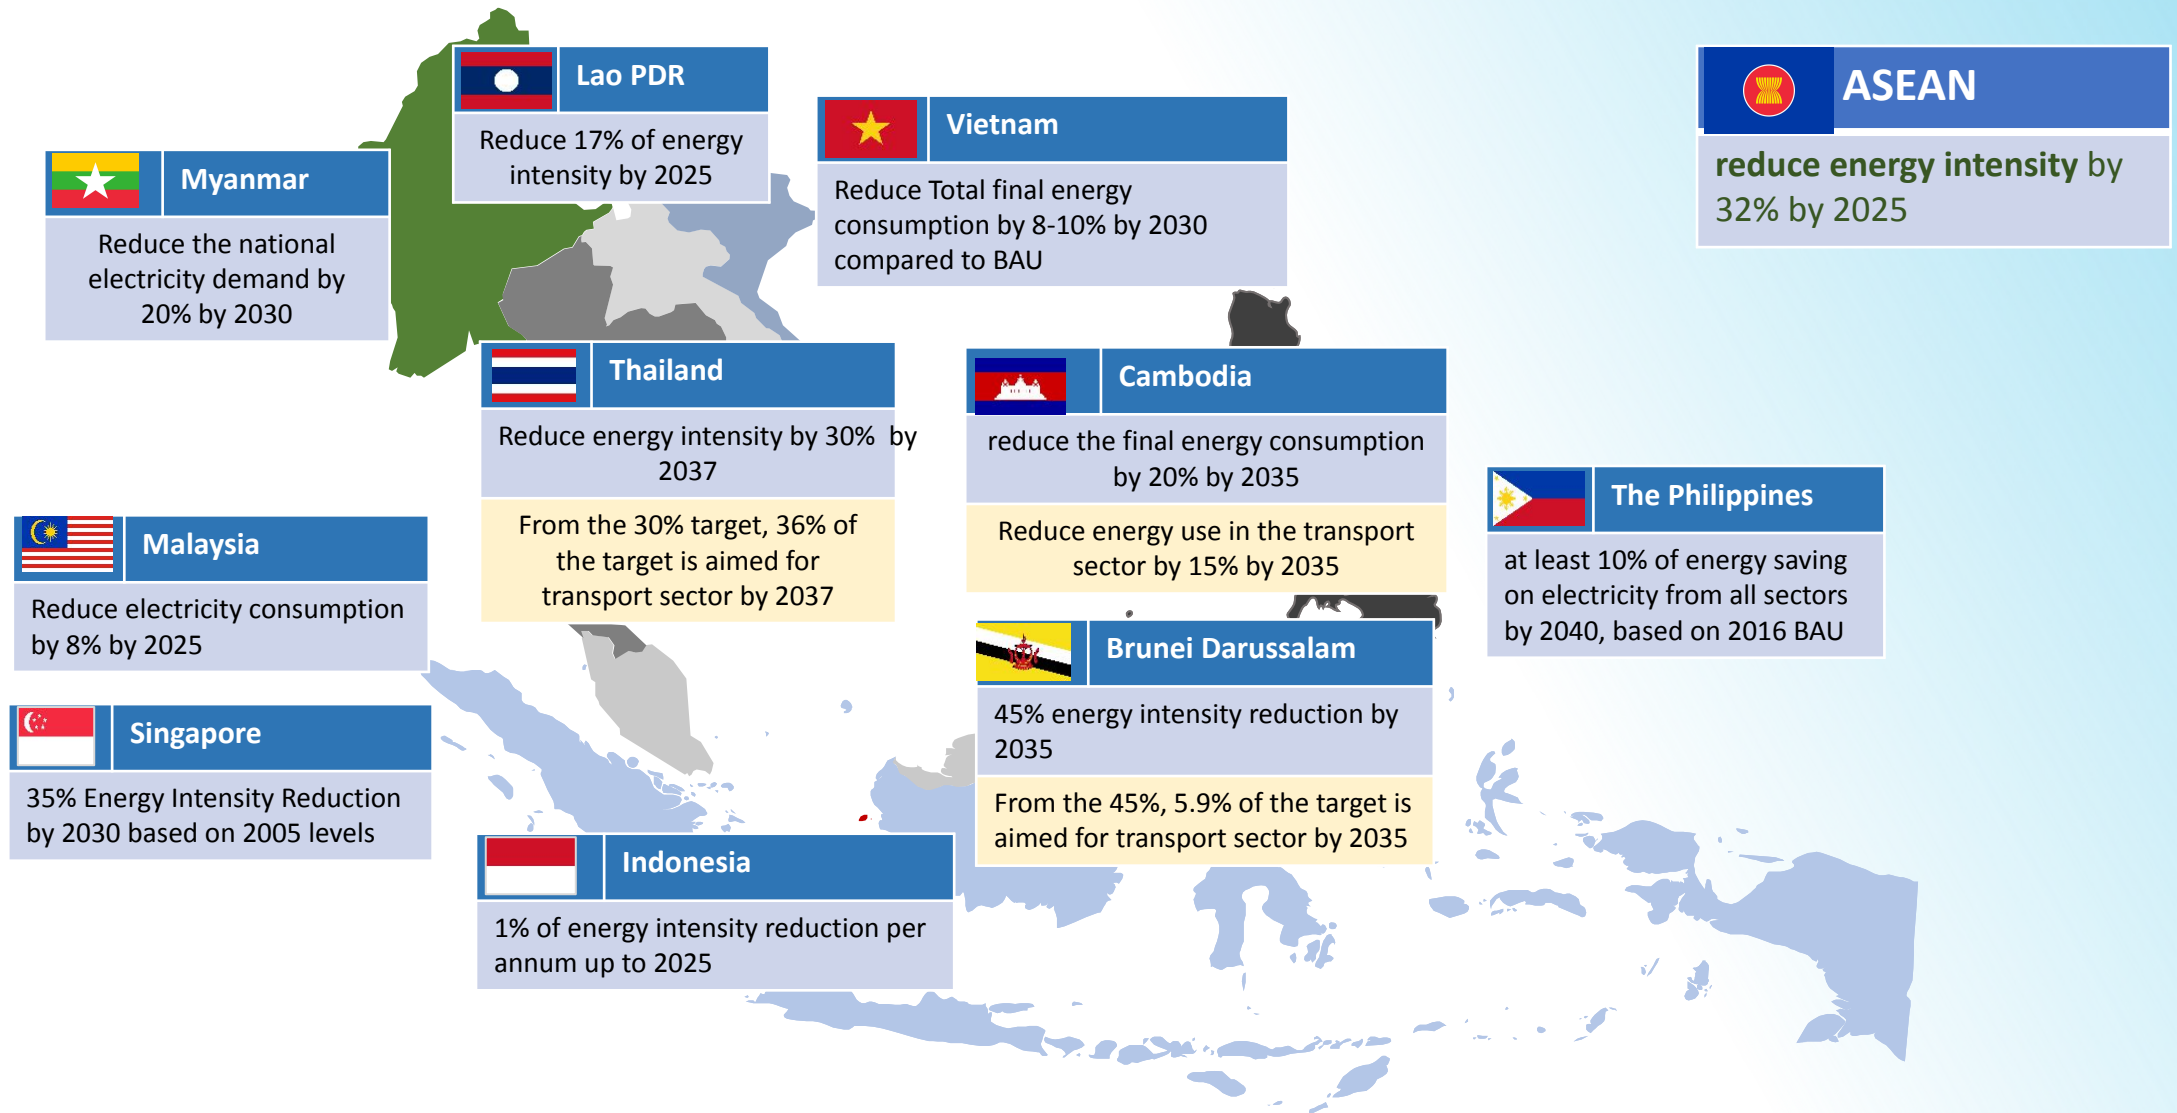 Lao PDR
Reduce 17% of energy
intensity by 2025
ASEAN
reduce energy intensity by
32% by 2025
Vietnam
Reduce Total final energy
consumption by 8-10% by 2030
compared to BAU
Myanmar
Reduce the national
electricity demand by
20% by 2030
Thailand
Reduce energy intensity by 30% by
2037
From the 30% target, 36% of
the target is aimed for
transport sector by 2037
Cambodia
reduce the final energy consumption
by 20% by 2035
Reduce energy use in the transport
sector by 15% by 2035
The Philippines
at least 10% of energy saving
on electricity from all sectors
by 2040, based on 2016 BAU
Malaysia
Reduce electricity consumption
by 8% by 2025
Brunei Darussalam
45% energy intensity reduction by
2035
From the 45%, 5.9% of the target is
aimed for transport sector by 2035
Singapore
35% Energy Intensity Reduction
by 2030 based on 2005 levels
Indonesia
1% of energy intensity reduction per
annum up to 2025